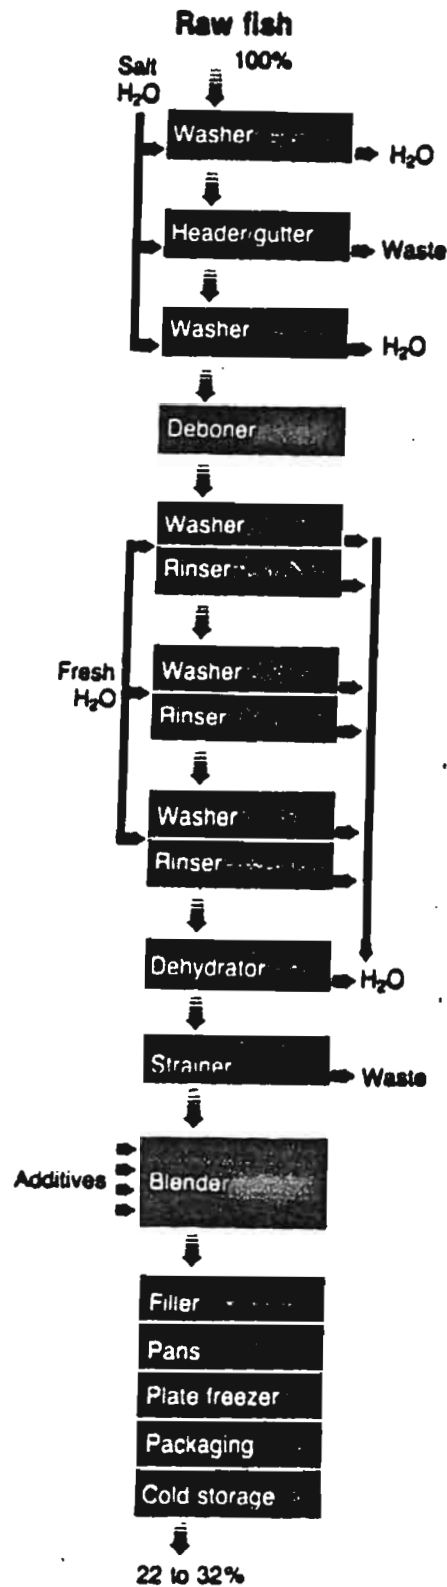 Raw fish
100%
Salt
H₂O
Washer
H₂O
Header/gutter
Waste
Washer
H₂O
Deboner
Washer
Rinser
Fresh
H₂O
Washer
Rinser
Washer
Rinser
Dehydrator
H₂O
Strainer
Waste
Additives
Blender
Filler
Pans
Plate freezer
Packaging
Cold storage
22 to 32%